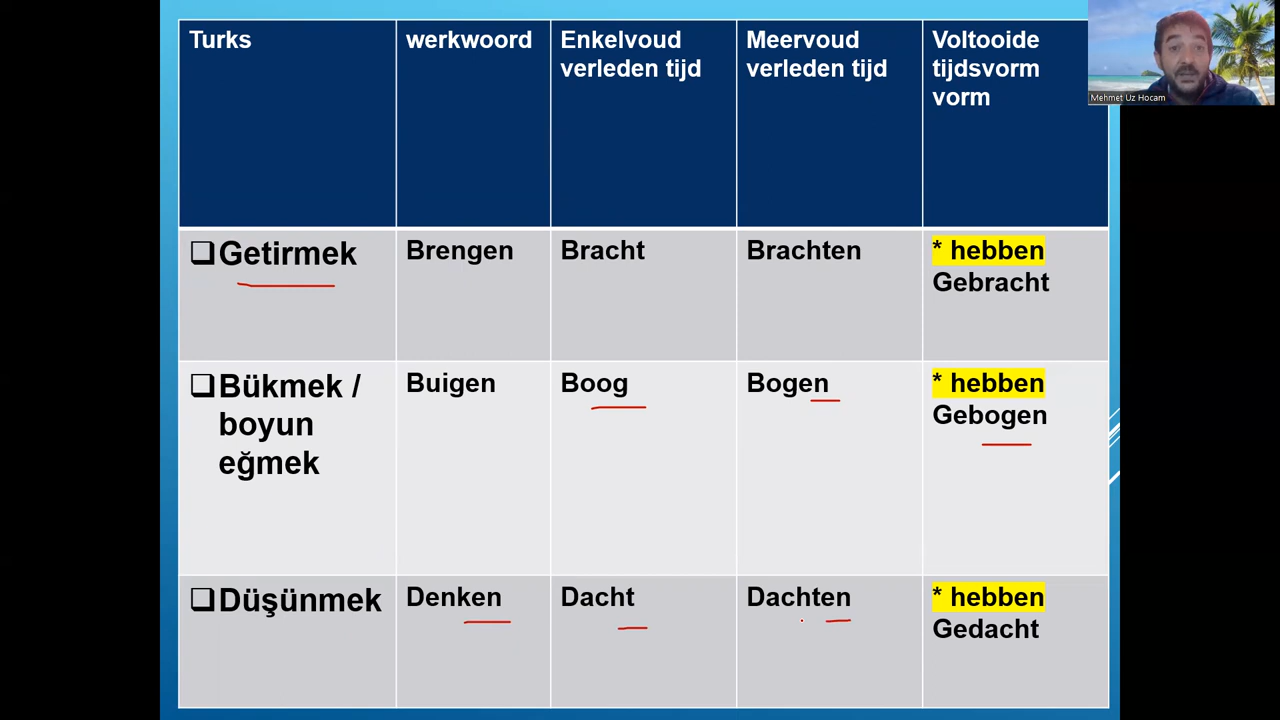 Turks
werkwoord
Enkelvoud
verleden tijd
Meervoud
verleden tijd
Voltooide
tijdsvorm
vorm
Mehmet Uz Hocam
❑Getirmek
Brengen
Bracht
Brachten
* hebben
Gebracht
❑Bükmek /
boyun
eğmek
Buigen
Boog
Bogen
* hebben
Gebogen
❑Düşünmek
Denken
Dacht
Dachten
* hebben
Gedacht